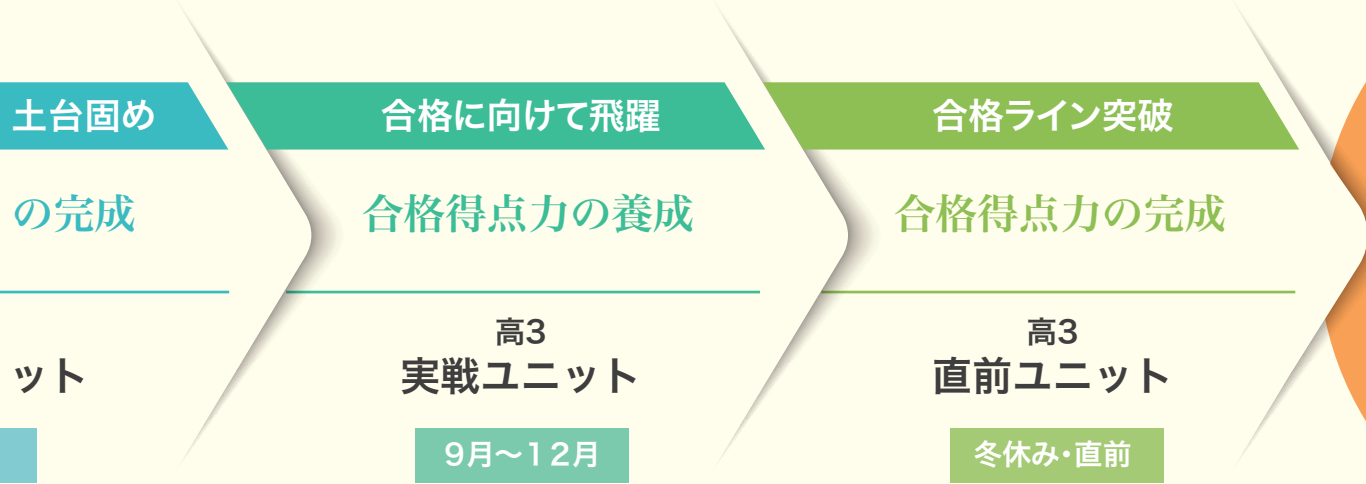 土台固め
の完成
ット
合格に向けて飛躍
合格得点力の養成
高3
実戦ユニット
9月〜12月
合格ライン突破
合格得点力の完成
高3
直前ユニット
冬休み・直前